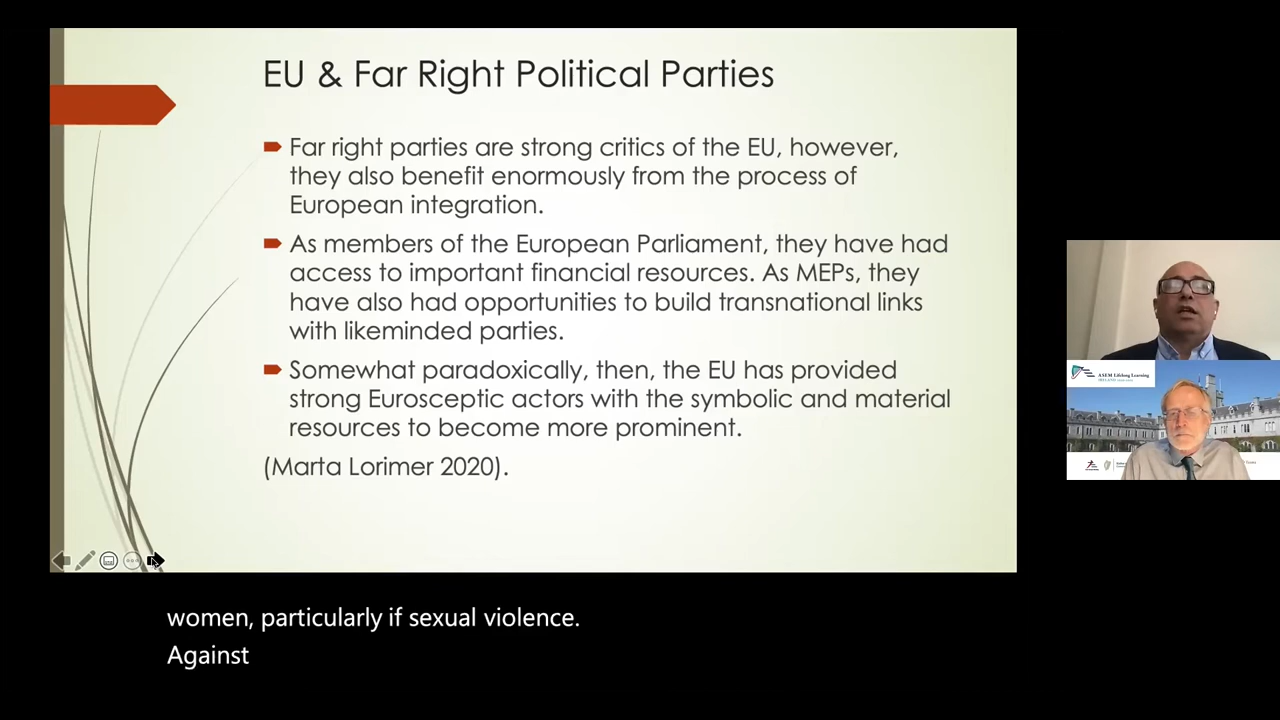 EU & Far Right Political Parties
Far right parties are strong critics of the EU, however,
they also benefit enormously from the process of
European integration.
As members of the European Parliament, they have had
access to important financial resources. As MEPs, they
have also had opportunities to build transnational links
with likeminded parties.
Somewhat paradoxically, then, the EU has provided
strong Eurosceptic actors with the symbolic and material
resources to become more prominent.
(Marta Lorimer 2020).
ASEM Lifelong Learning
women, particularly if sexual violence.
Against